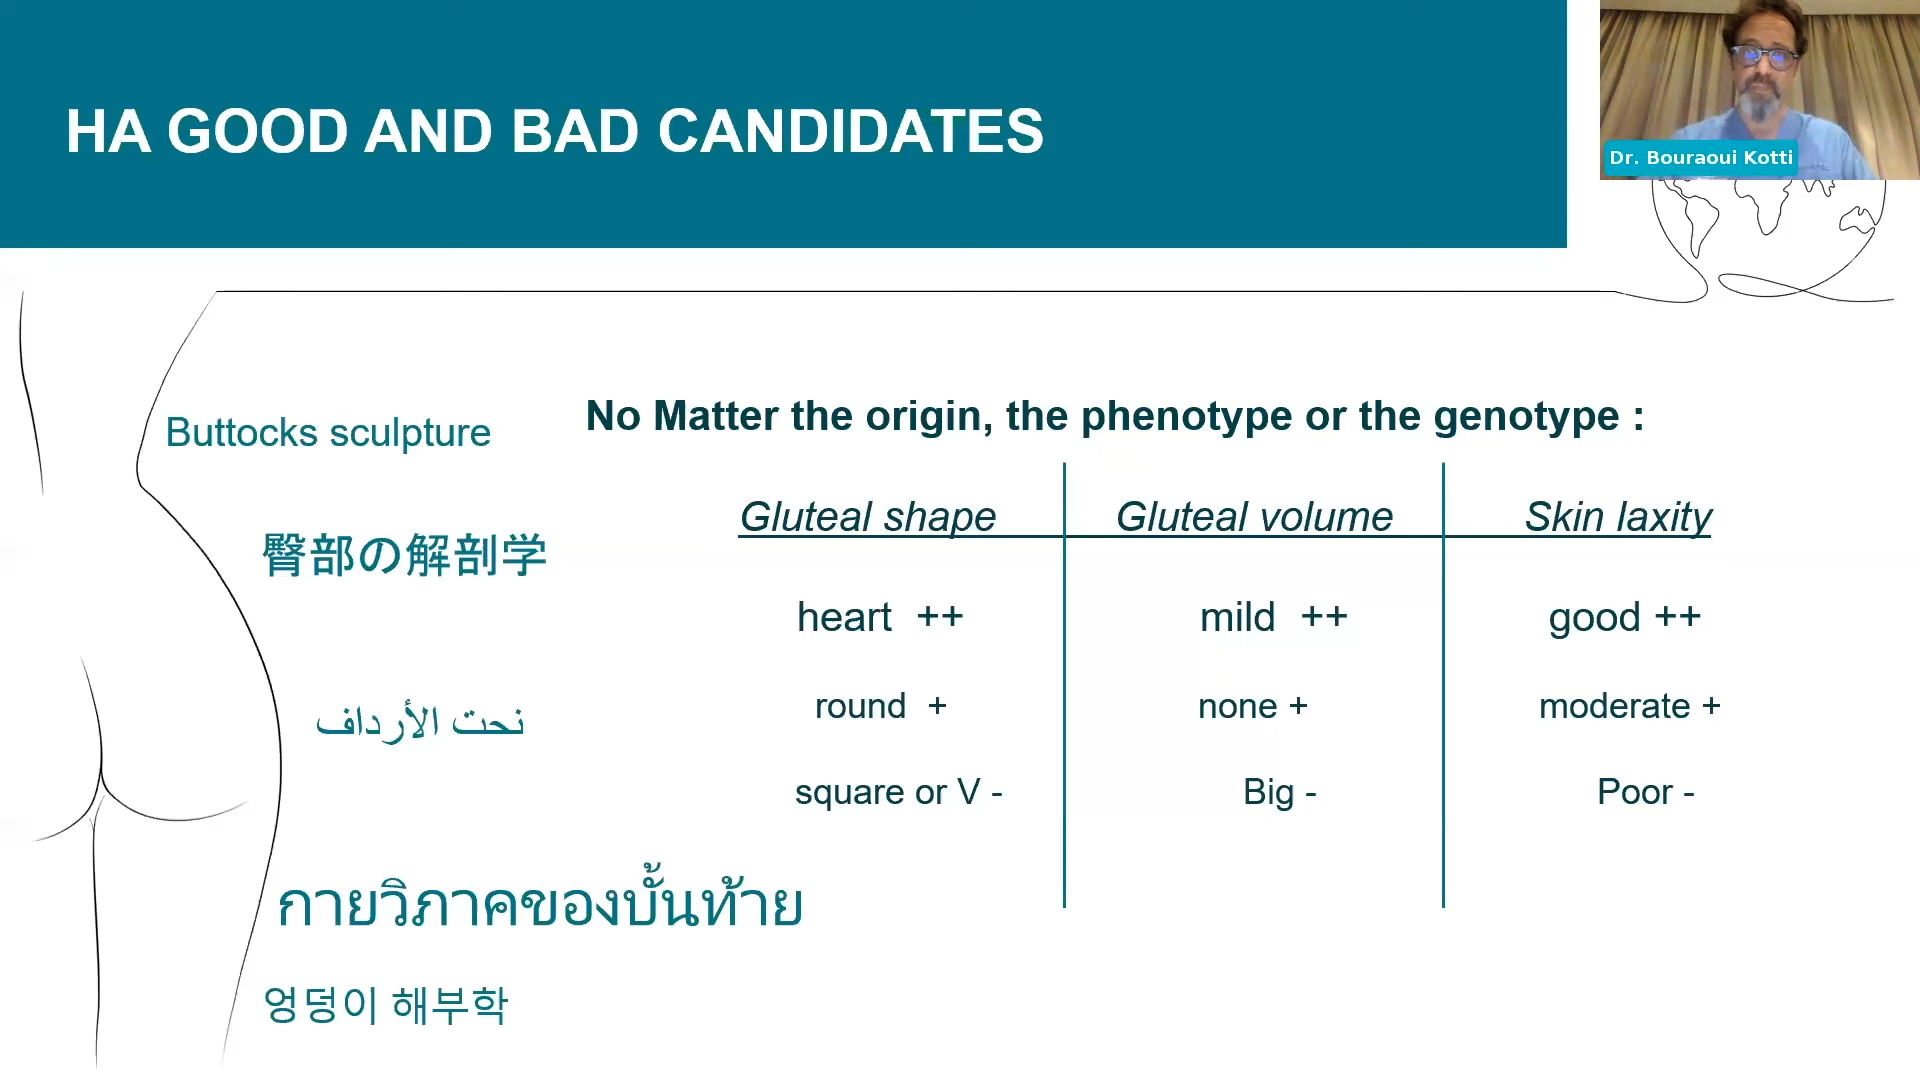 HA GOOD AND BAD CANDIDATES
Dr. Bouraoui Kotti
Buttocks sculpture
臀部の解剖学
نحت الأرداف
กายวิภาคของบั้นท้าย
엉덩이 해부학
No Matter the origin, the phenotype or the genotype :
Gluteal shape Gluteal volume Skin laxity
heart ++ mild ++ good ++
round + none + moderate +
square or V - Big - Poor -